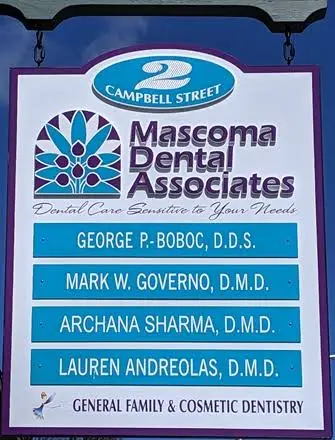 2
CAMPBELL STREET
Mascoma
Dental
Associates
Dental Care Sensitive to Your Needs
GEORGE P.-BOBOC, D.D.S.
MARK W. GOVERNO, D.M.D.
ARCHANA SHARMA, D.M.D.
LAUREN ANDREOLAS, D.M.D.
GENERAL FAMILY & COSMETIC DENTISTRY